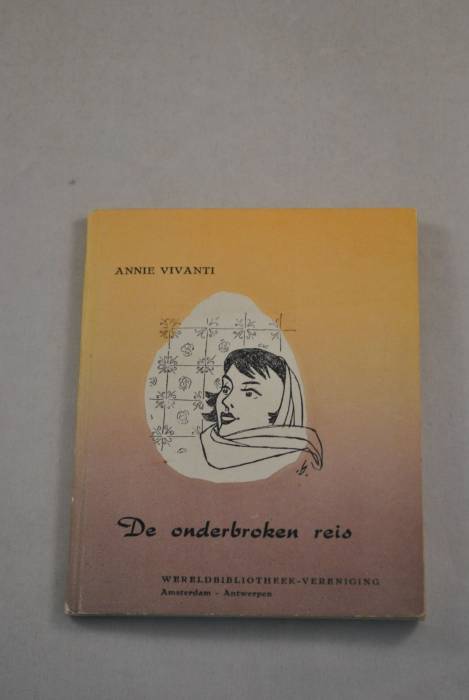 ANNIE VIVANTI
De onderbroken reis
WERELDBIBLIOTHEEK-VERENIGING
Amsterdam - Antwerpen